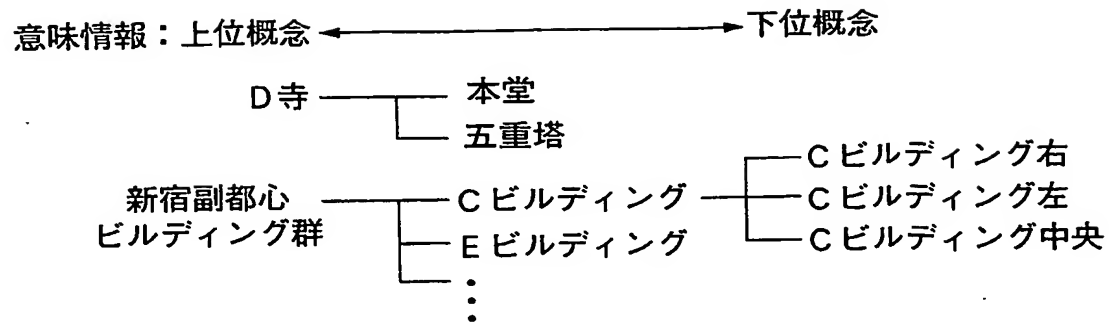 意味情報：上位概念 下位概念
D寺 本堂
五重塔
Cビルディング右
新宿副都心 Cビルディング Cビルディング左
ビルディング群 Eビルディング Cビルディング中央